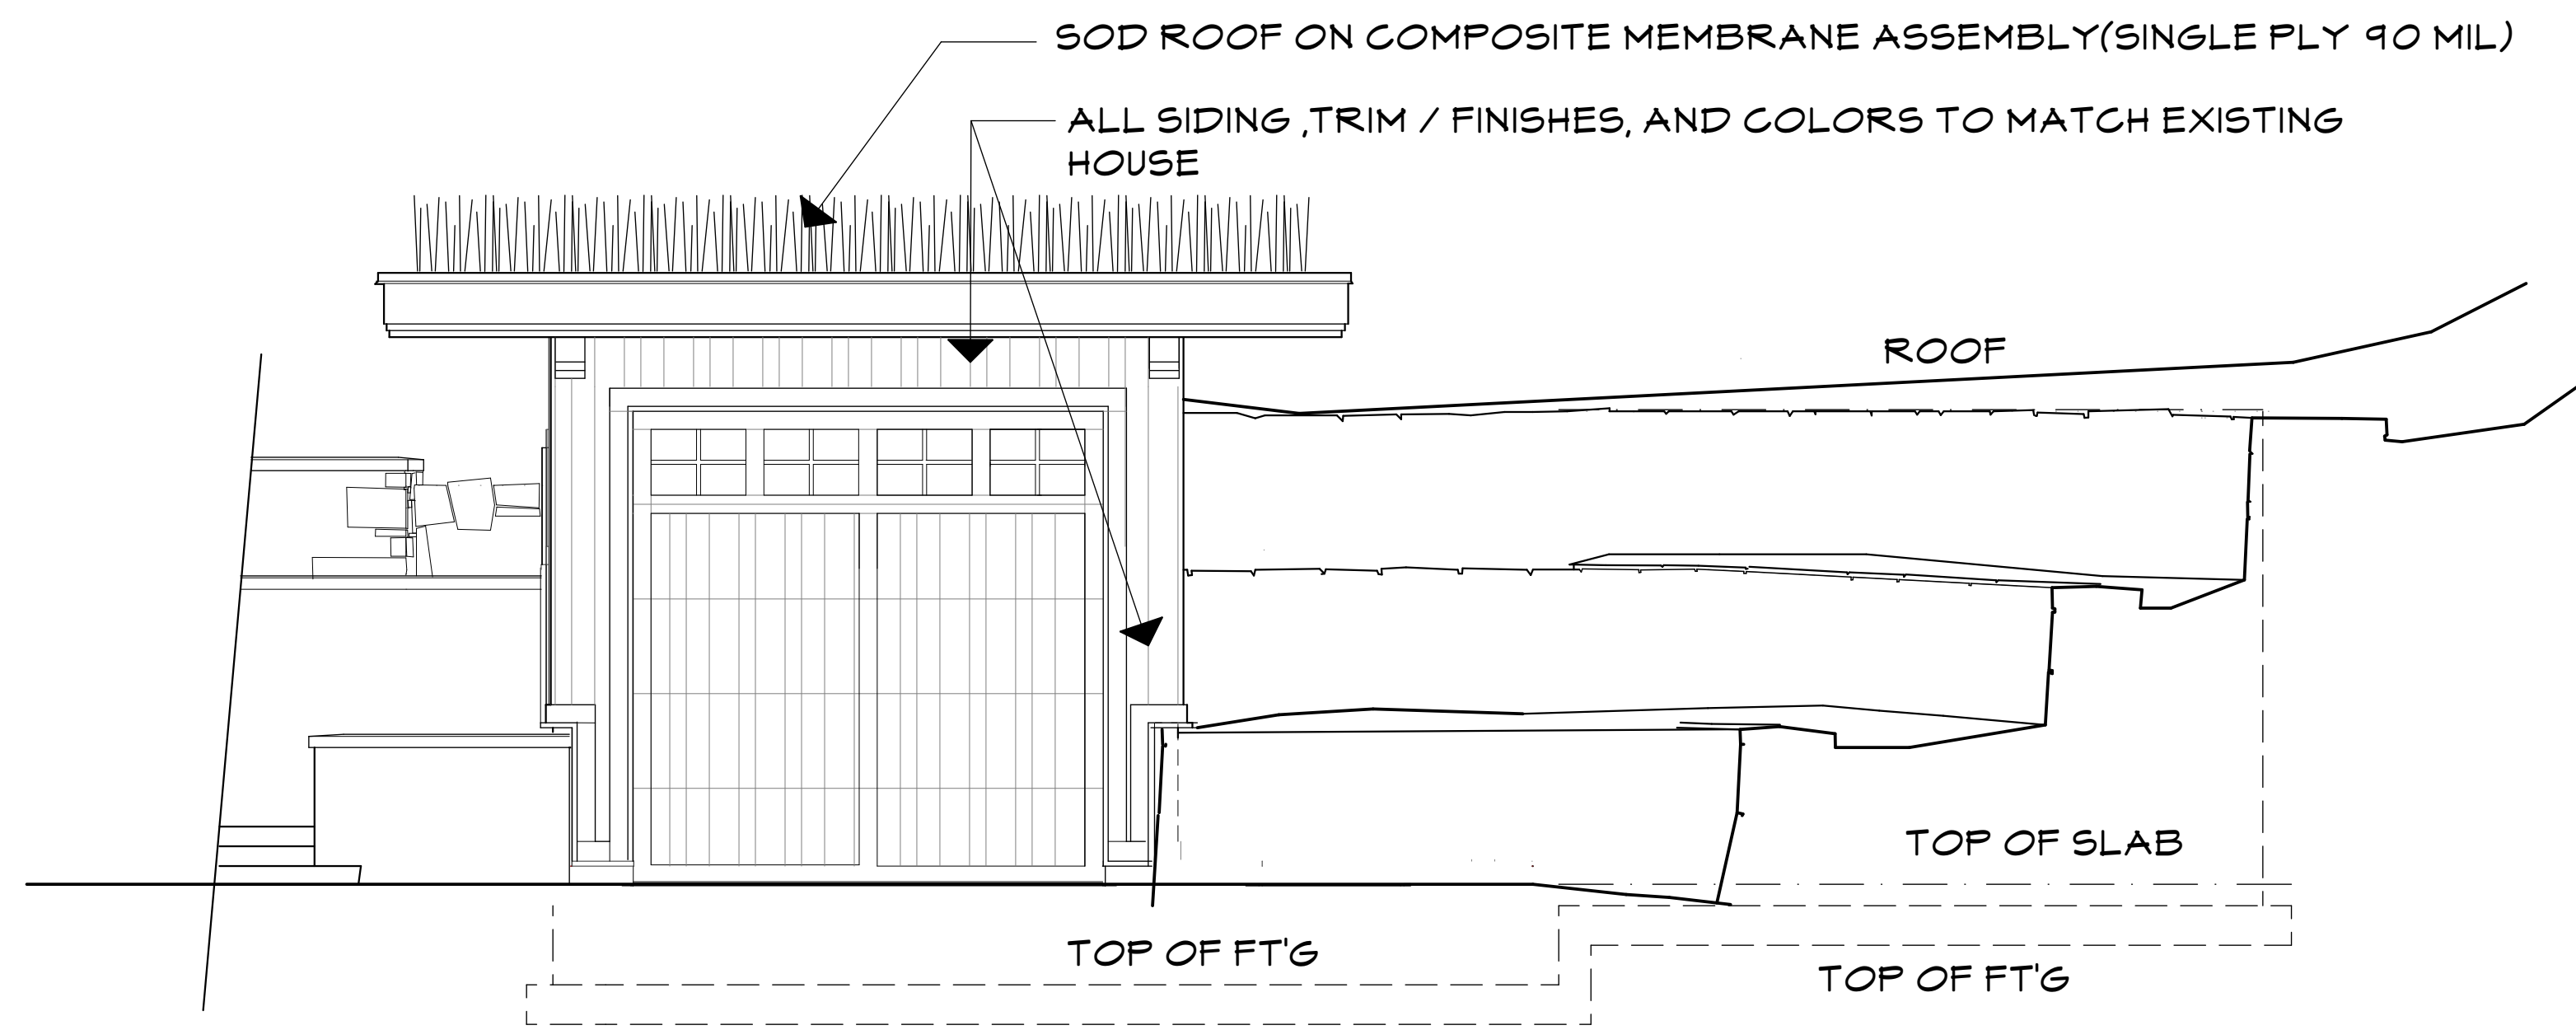 SOD ROOF ON COMPOSITE MEMBRANE ASSEMBLY(SINGLE PLY 90 MIL)
ALL SIDING ,TRIM / FINISHES, AND COLORS TO MATCH EXISTING
HOUSE
ROOF
TOP OF SLAB
TOP OF FT'G
TOP OF FT'G